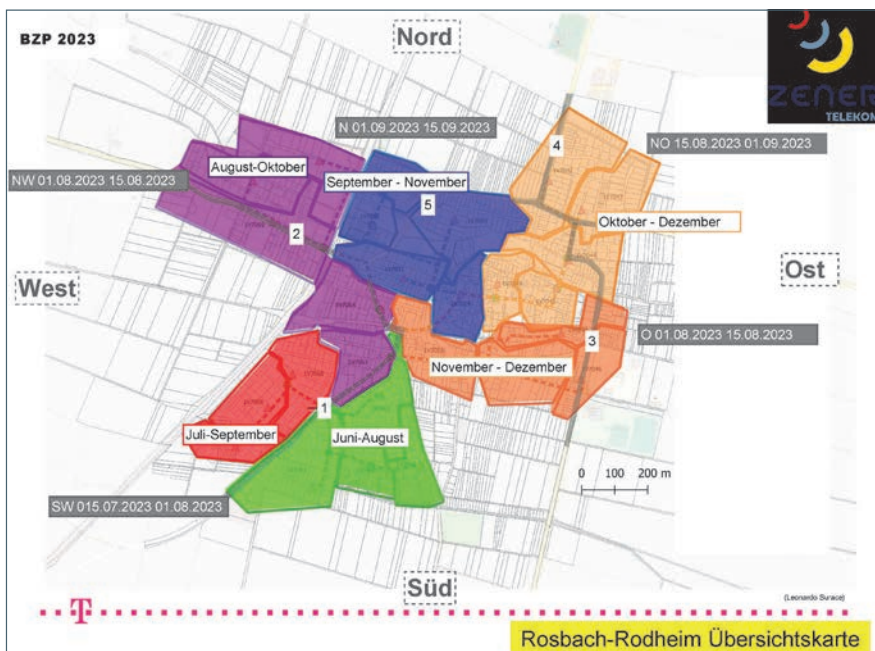 BZP 2023
Nord
ZENER
TELEKOM
N 01.09.2023 15.09.2023
4
NO 15.08.2023 01.09.2023
August-Oktober
September - November
NW 01.08.2023 15.08.2023
5
Oktober - Dezember
2
West
Ost
3
O 01.08.2023 15.08.2023
November - Dezember
1
Juli-September
Juni-August
0 100 200 m
SW 015.07.2023 01.08.2023
Süd
(Leonardo Surace)
T
Rosbach-Rodheim Übersichtskarte